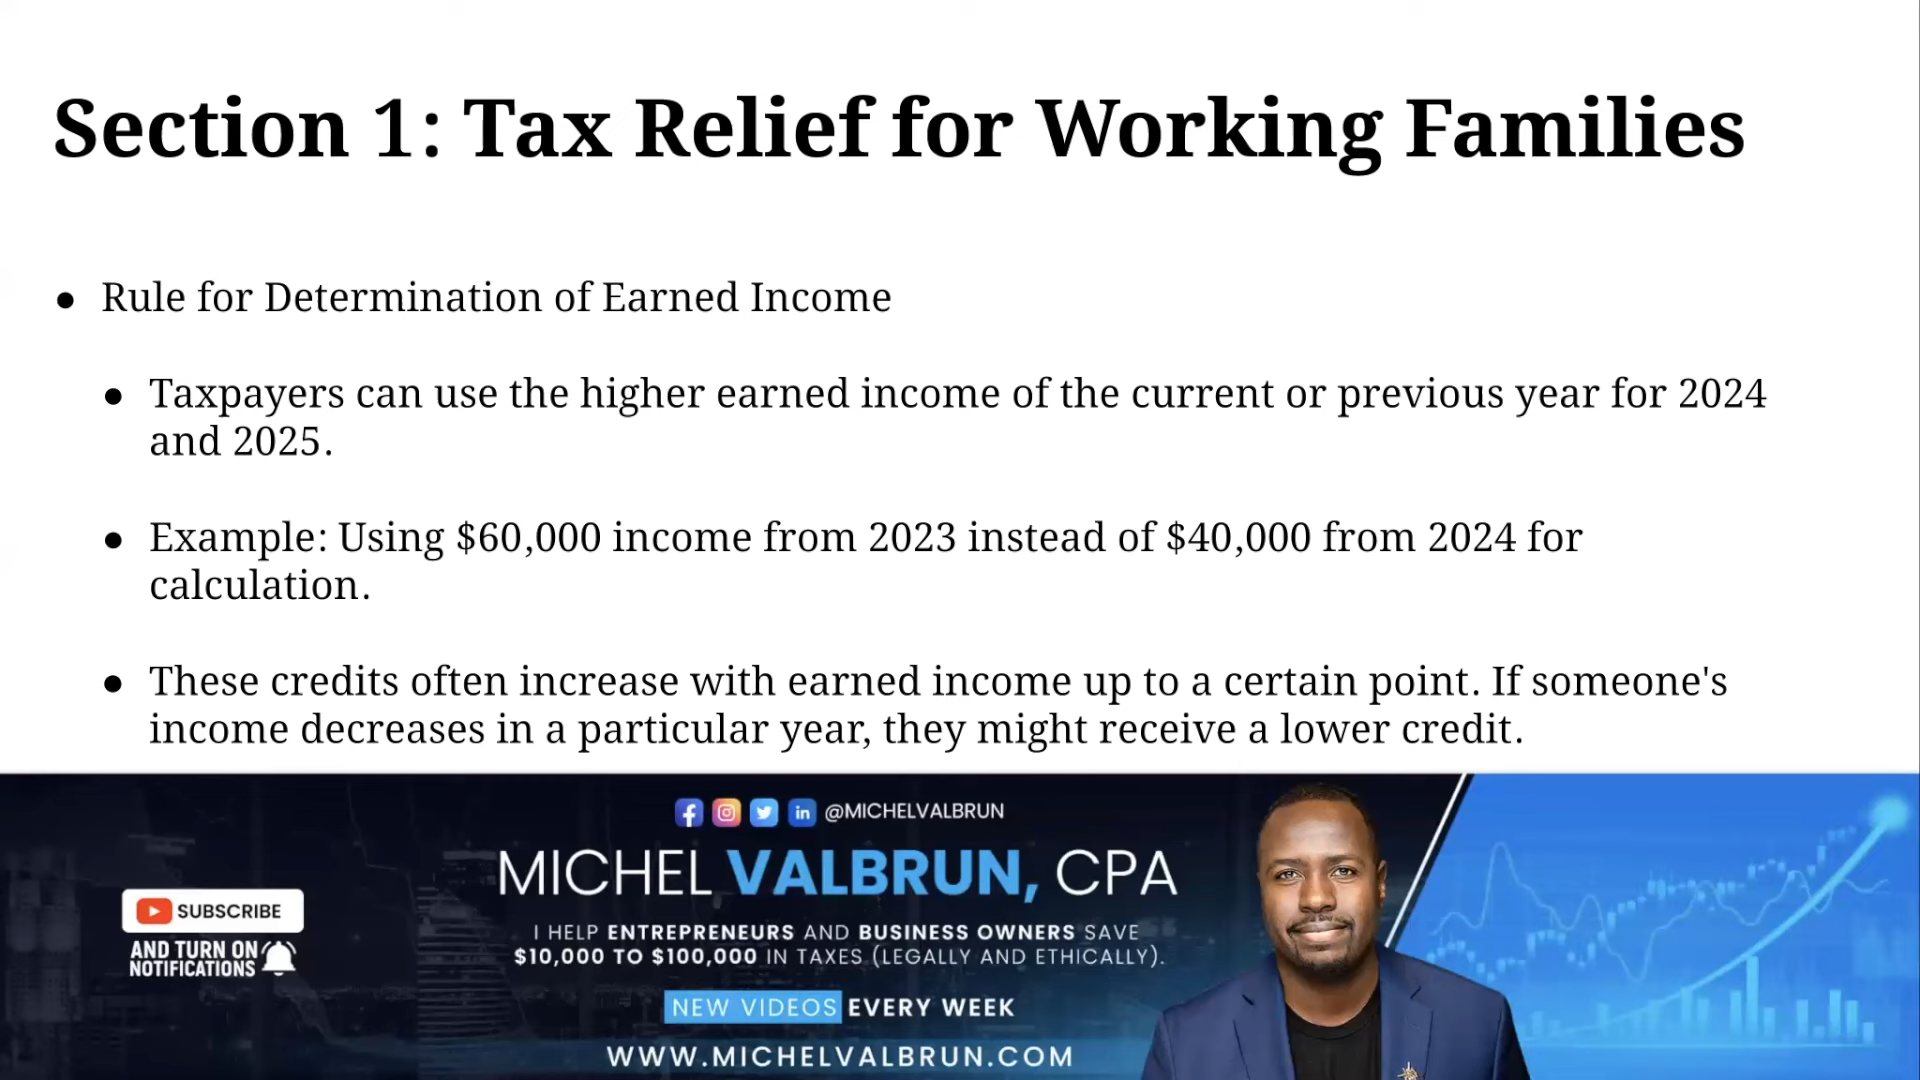 Section 1: Tax Relief for Working Families
● Rule for Determination of Earned Income
● Taxpayers can use the higher earned income of the current or previous year for 2024
and 2025.
● Example: Using $60,000 income from 2023 instead of $40,000 from 2024 for
calculation.
● These credits often increase with earned income up to a certain point. If someone's
income decreases in a particular year, they might receive a lower credit.
@MICHELVALBRUN
MICHEL VALBRUN, CPA
SUBSCRIBE
AND TURN ON
NOTIFICATIONS
I HELP ENTREPRENEURS AND BUSINESS OWNERS SAVE
$10,000 TO $100,000 IN TAXES (LEGALLY AND ETHICALLY).
NEW VIDEOS EVERY WEEK
WWW.MICHELVALBRUN.COM